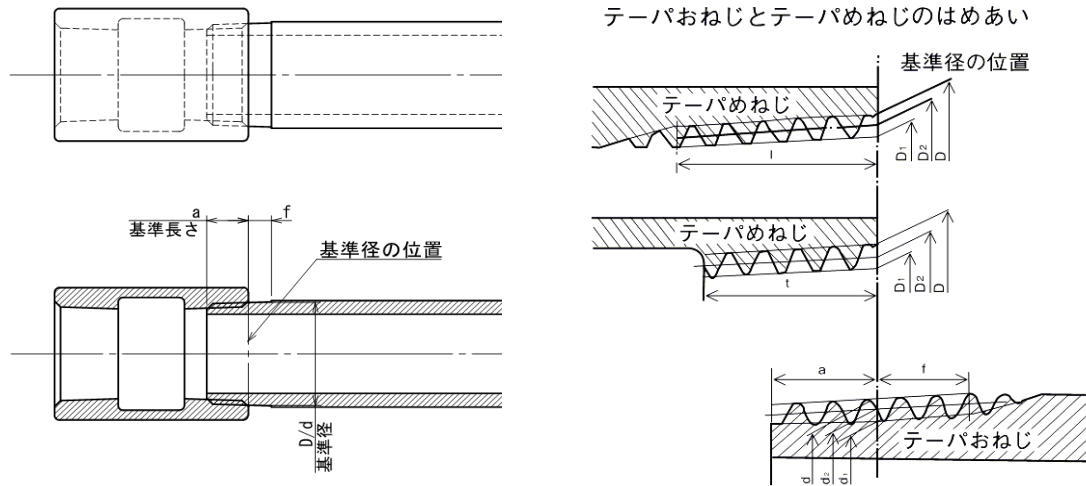 テーパおねじとテーパめねじのはめあい
基準径の位置
テーパめねじ
l
D₁
D₂
D
a
f
基準長さ
基準径の位置
D/d
基準径
テーパめねじ
t
D₁
D₂
D
a
f
テーパおねじ
d
d₂
d₁